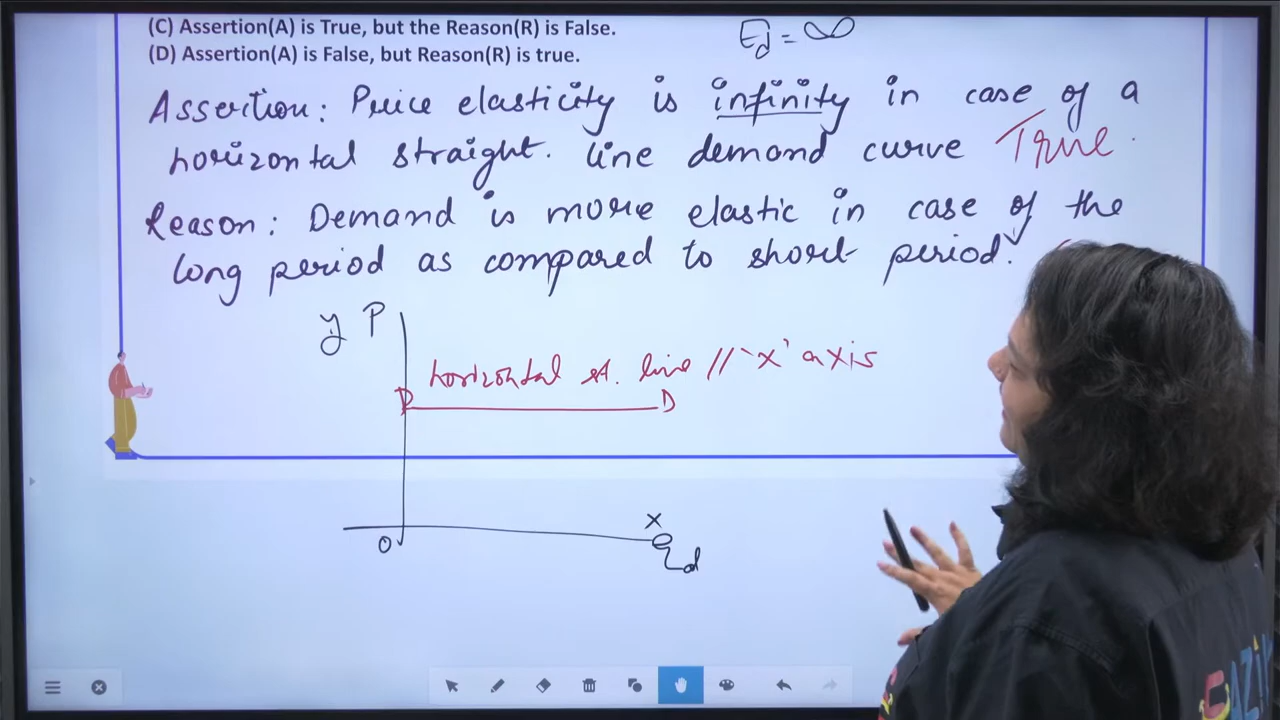 (C) Assertion(A) is True, but the Reason(R) is False.
(D) Assertion(A) is False, but Reason(R) is true.
Ed = ∞
Assertion: Price elasticity is infinity in case of a
horizontal straight. line demand curve True
Reason: Demand is more elastic in case of the
long period as compared to short period.
y P
horizontal st. line // 'x' axis
D D
X
O
Qd